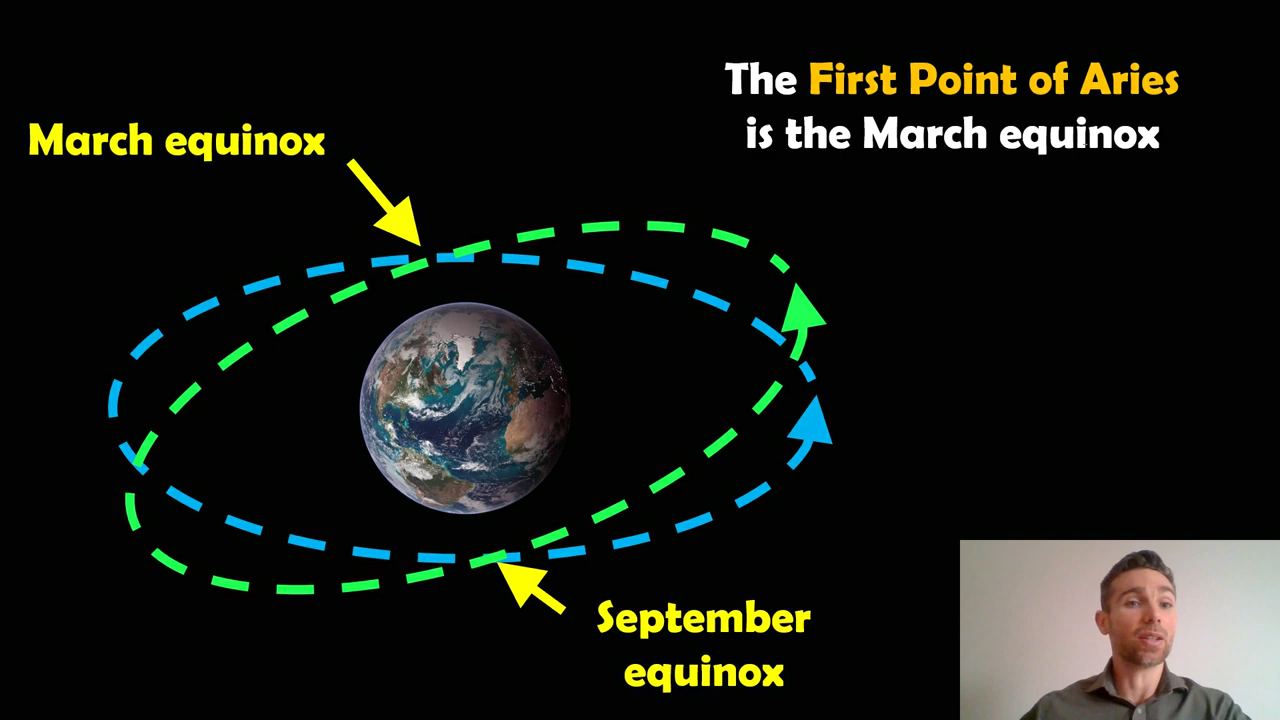 The First Point of Aries
is the March equinox
March equinox
September
equinox